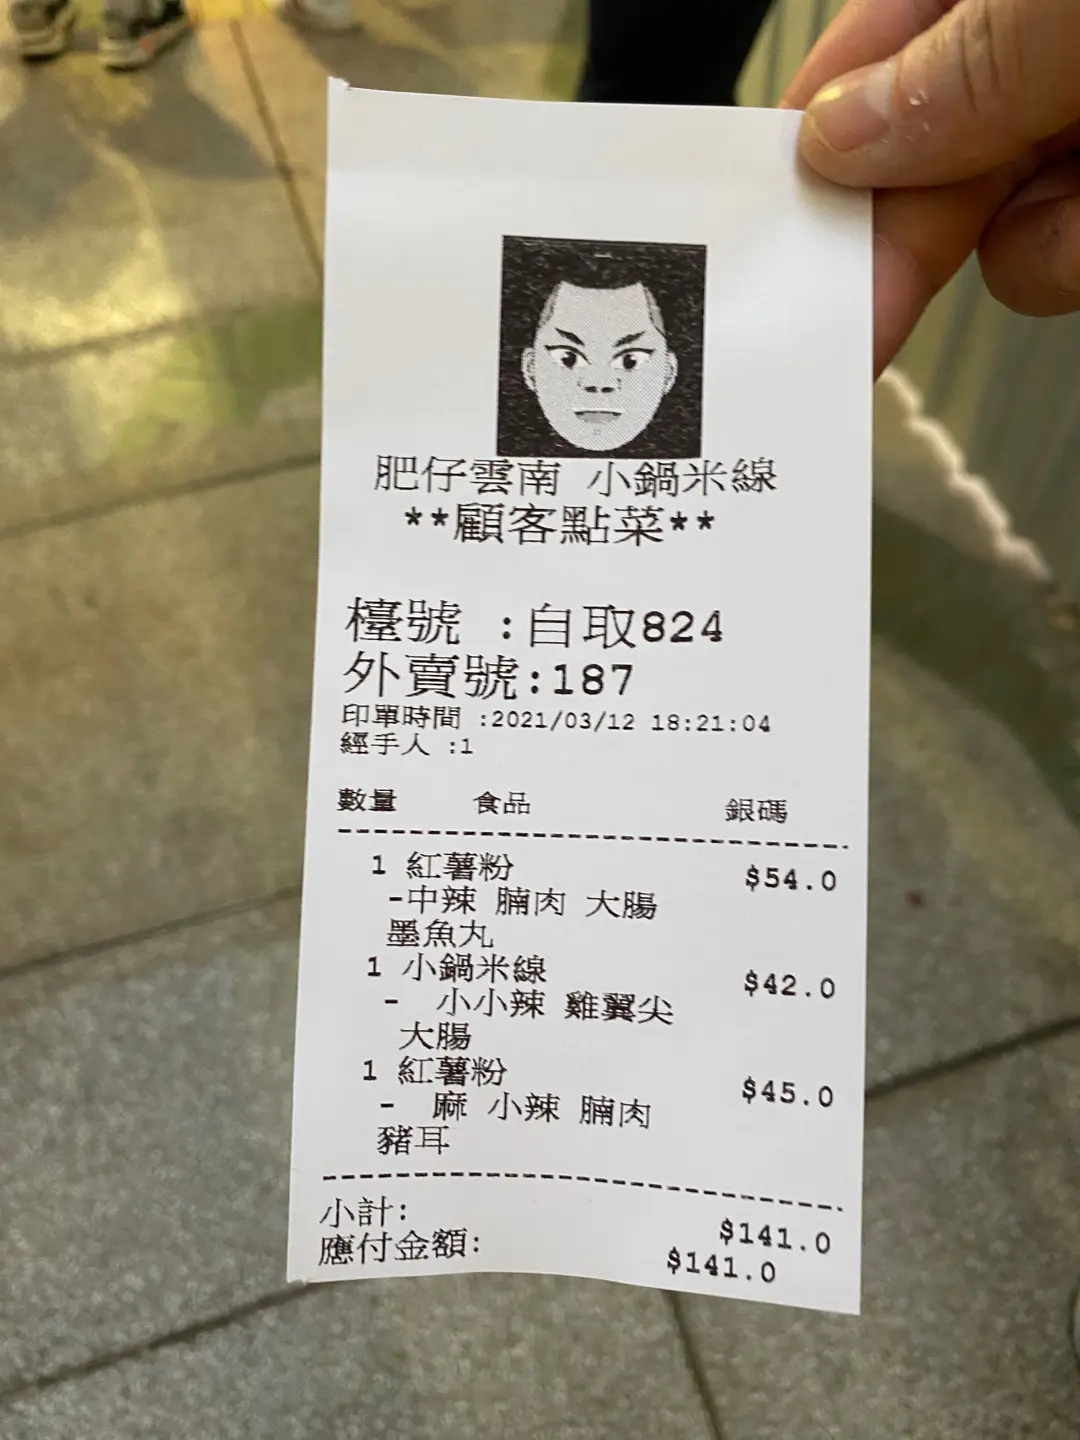 肥仔雲南 小鍋米線
**顧客點菜**
檯號 :自取824
外賣號:187
印單時間 :2021/03/12 18:21:04
經手人 :1
數量 食品 銀碼
1 紅薯粉 $54.0
-中辣 腩肉 大腸
墨魚丸
1 小鍋米線 $42.0
- 小小辣 雞翼尖
大腸
1 紅薯粉 $45.0
- 麻 小辣 腩肉
豬耳
小計: $141.0
應付金額: $141.0